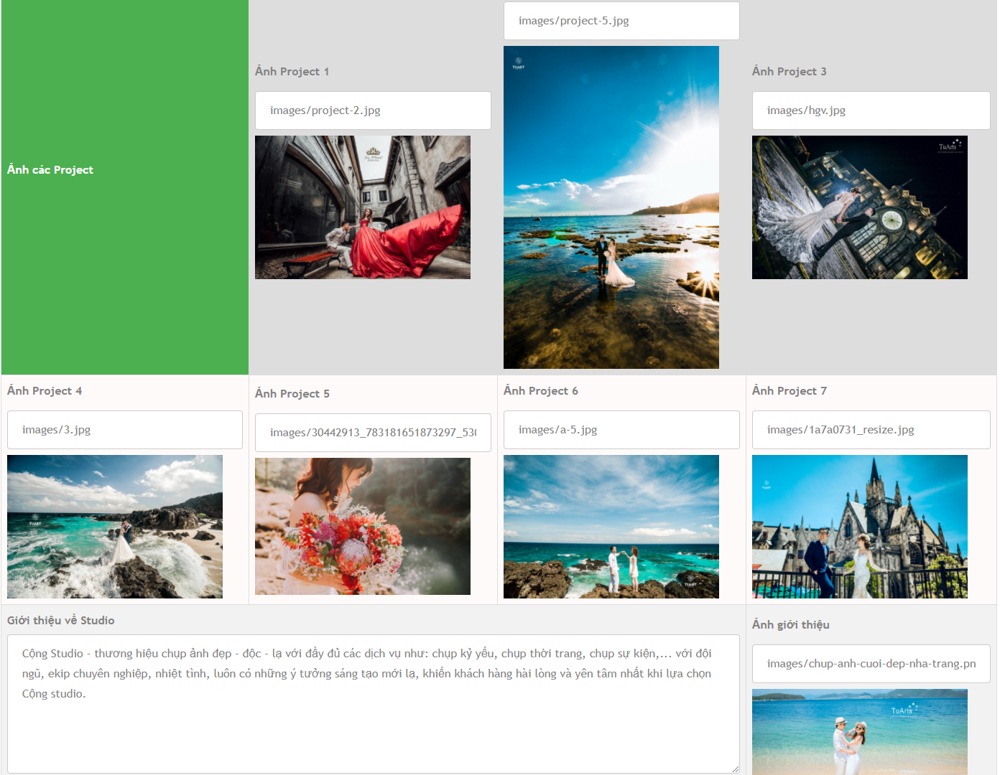 images/project-5.jpg
TUART
Ảnh Project 1
Ảnh Project 3
images/project-2.jpg
images/hgv.jpg
TuArts
Ảnh các Project
Ảnh Project 4
Ảnh Project 5
Ảnh Project 6
Ảnh Project 7
images/3.jpg
images/30442913_783181651873297_530
images/a-5.jpg
images/1a7a0731_resize.jpg
TUART
TUART
Giới thiệu về Studio
Ảnh giới thiệu
Cộng Studio - thương hiệu chụp ảnh đẹp - độc - lạ với đầy đủ các dịch vụ như: chụp kỷ yếu, chụp thời trang, chụp sự kiện,... với đội
ngũ, ekip chuyên nghiệp, nhiệt tình, luôn có những ý tưởng sáng tạo mới lạ, khiến khách hàng hài lòng và yên tâm nhất khi lựa chọn
Cộng studio.
images/chup-anh-cuoi-dep-nha-trang.pn
TuArts